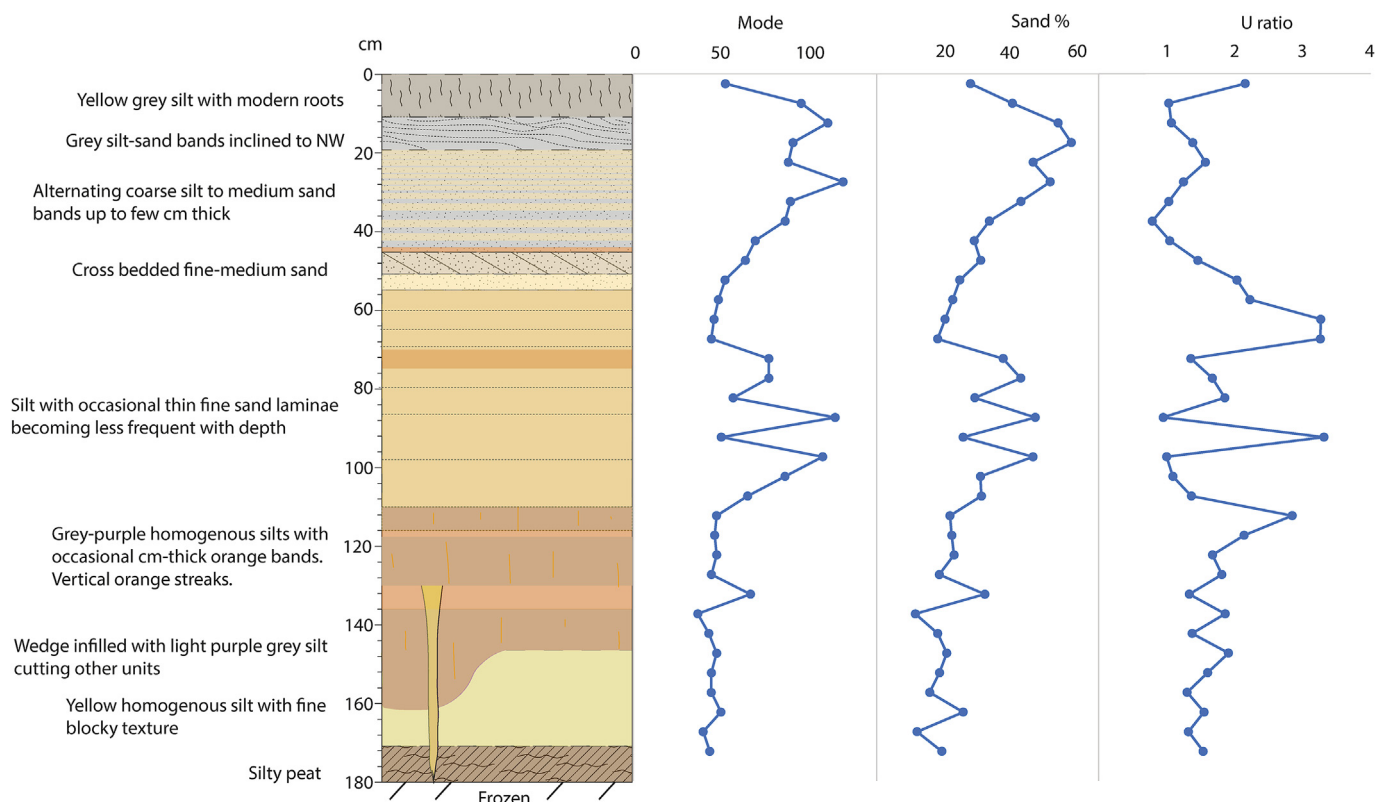 Mode
Sand %
U ratio
cm
0
50
100
20
40
60
1
2
3
4
0
Yellow grey silt with modern roots
Grey silt-sand bands inclined to NW
20
Alternating coarse silt to medium sand
bands up to few cm thick
40
Cross bedded fine-medium sand
60
80
Silt with occasional thin fine sand laminae
becoming less frequent with depth
100
Grey-purple homogenous silts with
occasional cm-thick orange bands.
Vertical orange streaks.
120
140
Wedge infilled with light purple grey silt
cutting other units
160
Yellow homogenous silt with fine
blocky texture
Silty peat
180
Frozen